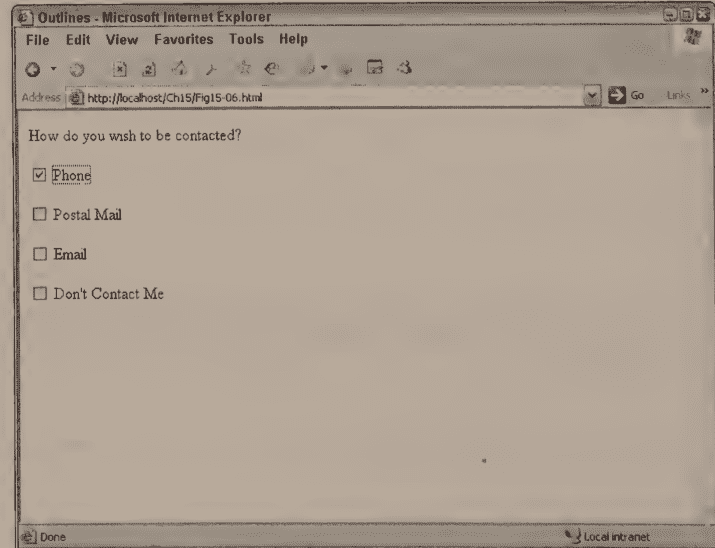 Outlines - Microsoft Internet Explorer
File Edit View Favorites Tools Help
Address http://localhost/Ch15/Fig15-06.html Go Links »
How do you wish to be contacted?
Phone
Postal Mail
Email
Don't Contact Me
Done Local intranet